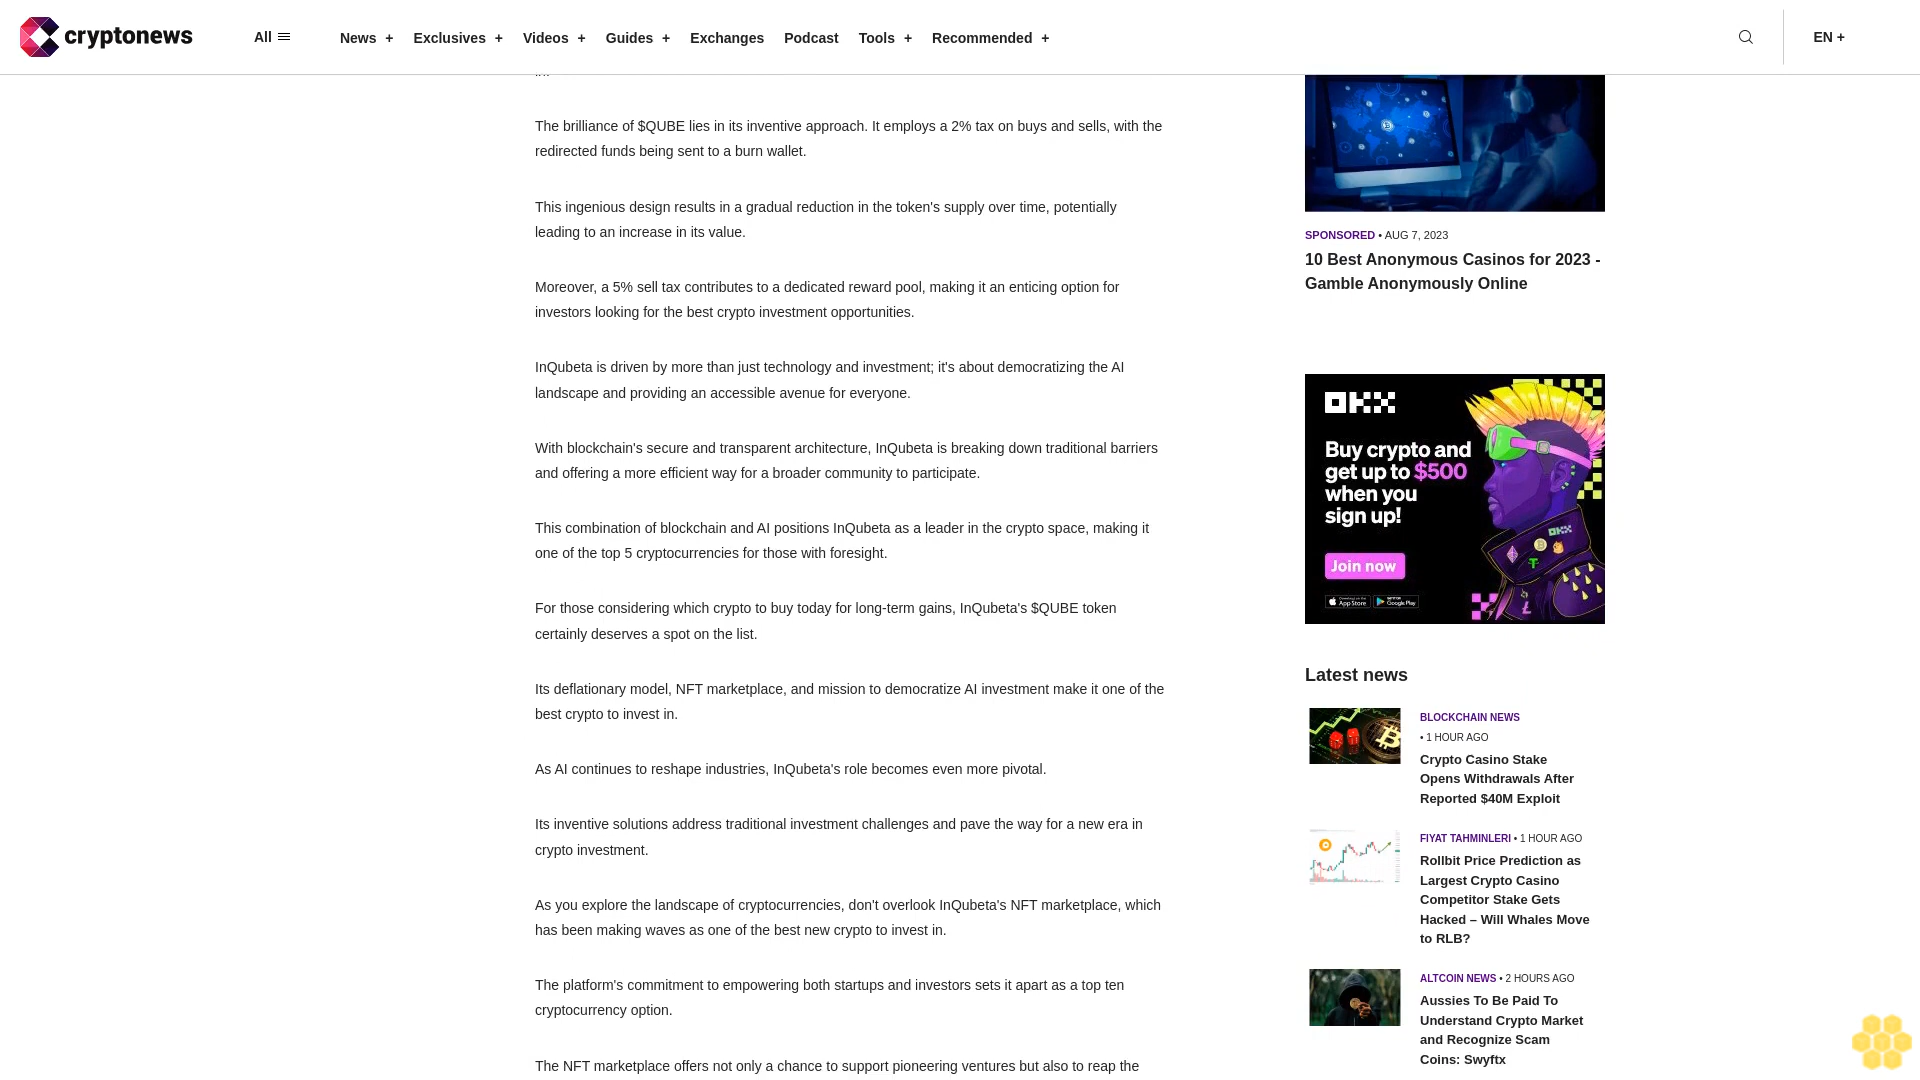 cryptonews
All
News +
Exclusives +
Videos +
Guides +
Exchanges
Podcast
Tools +
Recommended +
EN +
The brilliance of $QUBE lies in its inventive approach. It employs a 2% tax on buys and sells, with the
redirected funds being sent to a burn wallet.
This ingenious design results in a gradual reduction in the token's supply over time, potentially
leading to an increase in its value.
Moreover, a 5% sell tax contributes to a dedicated reward pool, making it an enticing option for
investors looking for the best crypto investment opportunities.
InQubeta is driven by more than just technology and investment; it's about democratizing the AI
landscape and providing an accessible avenue for everyone.
With blockchain's secure and transparent architecture, InQubeta is breaking down traditional barriers
and offering a more efficient way for a broader community to participate.
This combination of blockchain and AI positions InQubeta as a leader in the crypto space, making it
one of the top 5 cryptocurrencies for those with foresight.
For those considering which crypto to buy today for long-term gains, InQubeta's $QUBE token
certainly deserves a spot on the list.
Its deflationary model, NFT marketplace, and mission to democratize AI investment make it one of the
best crypto to invest in.
As AI continues to reshape industries, InQubeta's role becomes even more pivotal.
Its inventive solutions address traditional investment challenges and pave the way for a new era in
crypto investment.
As you explore the landscape of cryptocurrencies, don't overlook InQubeta's NFT marketplace, which
has been making waves as one of the best new crypto to invest in.
The platform's commitment to empowering both startups and investors sets it apart as a top ten
cryptocurrency option.
The NFT marketplace offers not only a chance to support pioneering ventures but also to reap the
SPONSORED • AUG 7, 2023
10 Best Anonymous Casinos for 2023 -
Gamble Anonymously Online
OKX
Buy crypto and
get up to $500
when you
sign up!
Join now
App Store
Google Play
OKX
Latest news
BLOCKCHAIN NEWS
• 1 HOUR AGO
Crypto Casino Stake
Opens Withdrawals After
Reported $40M Exploit
FIYAT TAHMINLERI • 1 HOUR AGO
Rollbit Price Prediction as
Largest Crypto Casino
Competitor Stake Gets
Hacked – Will Whales Move
to RLB?
ALTCOIN NEWS • 2 HOURS AGO
Aussies To Be Paid To
Understand Crypto Market
and Recognize Scam
Coins: Swyftx